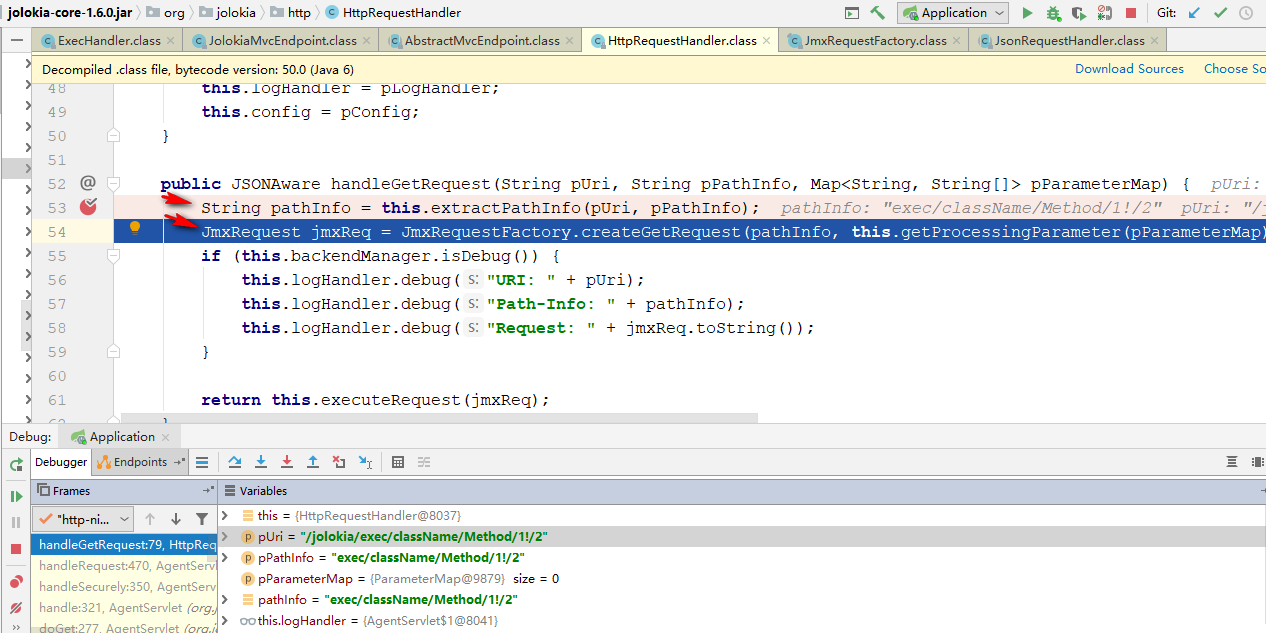 jolokia-core-1.6.0.jar org jolokia http HttpRequestHandler Application Git:
ExecHandler.class JolokiaMvcEndpoint.class AbstractMvcEndpoint.class HttpRequestHandler.class JmxRequestFactory.class JsonRequestHandler.class
Decompiled .class file, bytecode version: 50.0 (Java 6) Download Sources Choose So
48 this.logHandler = pLogHandler;
49 this.config = pConfig;
50 }
51
52 @ public JSONAware handleGetRequest(String pUri, String pPathInfo, Map<String, String[]> pParameterMap) { pUri:
53 String pathInfo = this.extractPathInfo(pUri, pPathInfo); pathInfo: "exec/className/Method/1!/2" pUri: "/j
54 JmxRequest jmxReq = JmxRequestFactory.createGetRequest(pathInfo, this.getProcessingParameter(pParameterMap)
55 if (this.backendManager.isDebug()) {
56 this.logHandler.debug( s: "URI: " + pUri);
57 this.logHandler.debug( s: "Path-Info: " + pathInfo);
58 this.logHandler.debug( s: "Request: " + jmxReq.toString());
59 }
60
61 return this.executeRequest(jmxReq);
62 }
Debug: Application
Debugger Endpoints
Frames Variables
"http-ni...
this = {HttpRequestHandler@8037}
pUri = "/jolokia/exec/className/Method/1!/2"
pPathInfo = "exec/className/Method/1!/2"
pParameterMap = {ParameterMap@9879} size = 0
pathInfo = "exec/className/Method/1!/2"
this.logHandler = {AgentServlet$1@8041}
handleGetRequest:79, HttpReq
handleRequest:470, AgentServ
handleSecurely:350, AgentServ
handle:321, AgentServlet (org.j
doGet:277, AgentServlet (org.jo